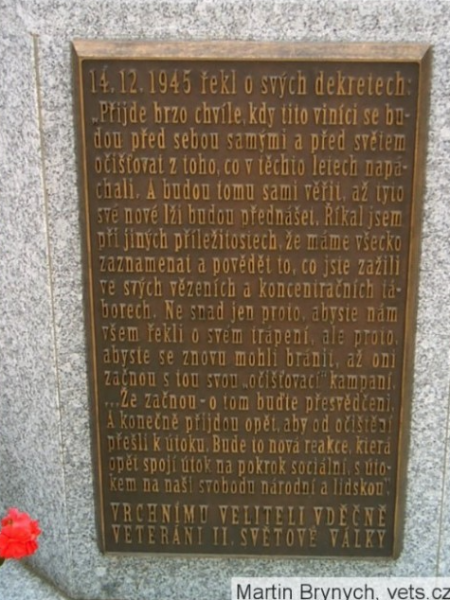 14. 12. 1945 řekl o svých dekretech:
„Přijde brzo chvíle, kdy tito viníci se bu-
dou před sebou samými a před světem
očišťovat z toho, co v těchto letech napá-
chali. A budou tomu sami věřit, až tyto
své nové lži budou přednášet. Říkal jsem
při jiných příležitostech, že máme všecko
zaznamenat a povědět to, co jste zažili
ve svých vězeních a koncentračních tá-
borech. Ne snad jen proto, abyste nám
všem řekli o svém trápení, ale proto,
abyste se znovu mohli bránit, až oni
začnou s tou svou „očišťovací" kampaní.
...Že začnou - o tom buďte přesvědčeni.
A konečně přijdou opět, aby od očištění
přešli k útoku. Bude to nová reakce, která
opět spojí útok na pokrok sociální, s úto-
kem na naši svobodu národní a lidskou".
VRCHNÍMU VELITELI VDĚČNĚ
VETERÁNI II. SVĚTOVÉ VÁLKY
Martin Brynych, vets.cz